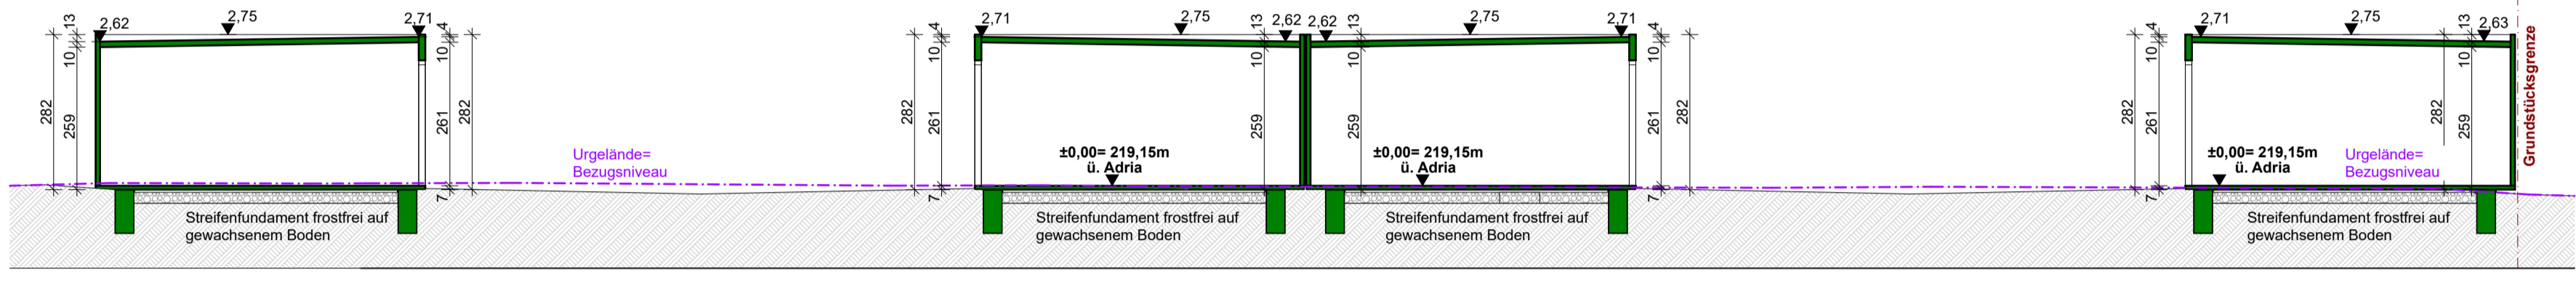 13
2,62
2,75
2,71
4
10
10
282
259
261
282
7
Urgelände=
Bezugsniveau
Streifenfundament frostfrei auf
gewachsenem Boden
2,71
2,75
13
2,62
2,62
13
2,75
2,71
4
4
10
10
10
10
282
261
259
259
261
282
7
7
±0,00= 219,15m
ü. Adria
±0,00= 219,15m
ü. Adria
Streifenfundament frostfrei auf
gewachsenem Boden
Streifenfundament frostfrei auf
gewachsenem Boden
4
2,71
2,75
13
2,63
10
10
282
261
282
259
7
±0,00= 219,15m
ü. Adria
Urgelände=
Bezugsniveau
Grundstücksgrenze
Streifenfundament frostfrei auf
gewachsenem Boden